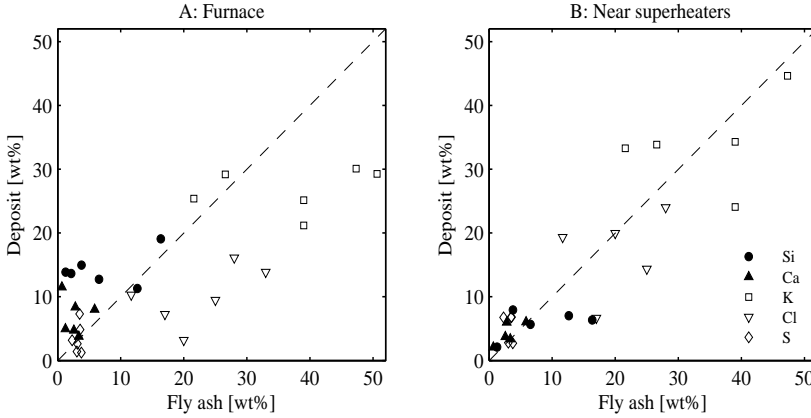 A: Furnace
50
40
30
20
10
0
Deposit [wt%]
0 10 20 30 40 50
Fly ash [wt%]
B: Near superheaters
50
40
30
20
10
0
Deposit [wt%]
0 10 20 30 40 50
Fly ash [wt%]
Si
Ca
K
Cl
S